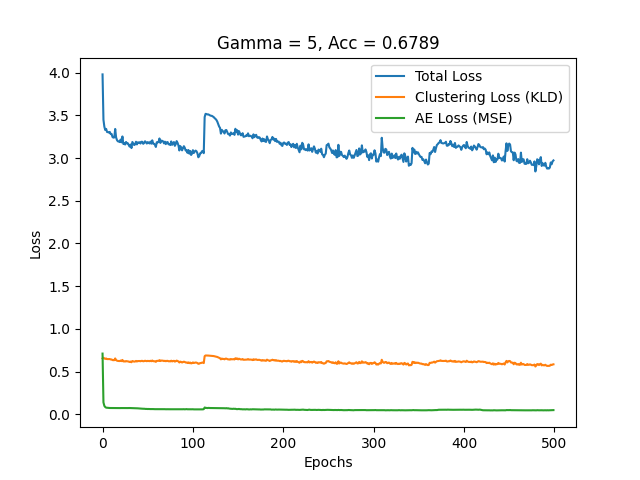 Gamma = 5, Acc = 0.6789
Total Loss
Clustering Loss (KLD)
AE Loss (MSE)
4.0
3.5
3.0
2.5
2.0
1.5
1.0
0.5
0.0
Loss
0 100 200 300 400 500
Epochs